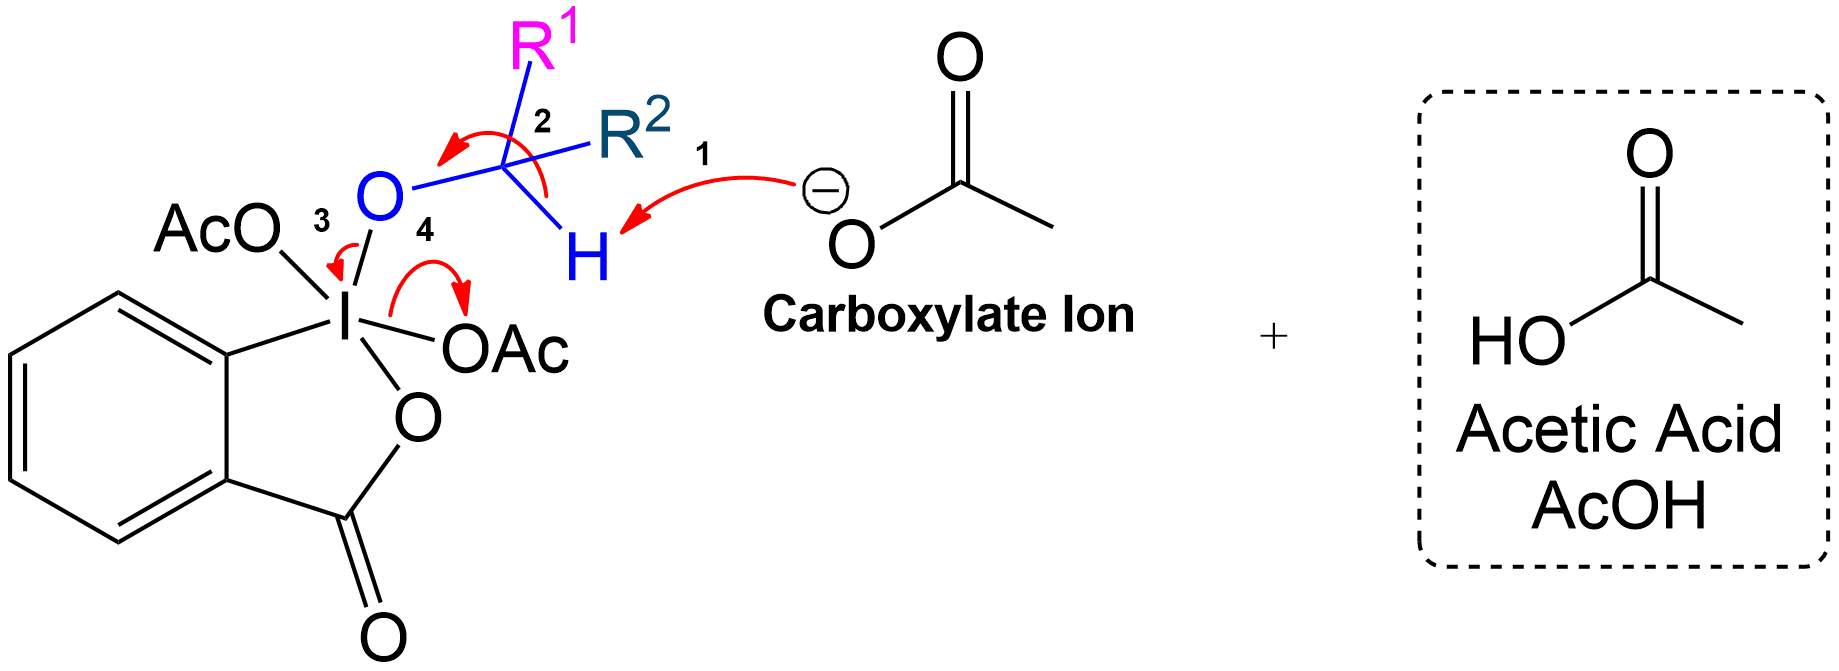 R¹
O
2
R²
1
⊖
O
O
AcO
3
4
O
H
HO
I
OAc
Carboxylate Ion
+
O
Acetic Acid
AcOH
O